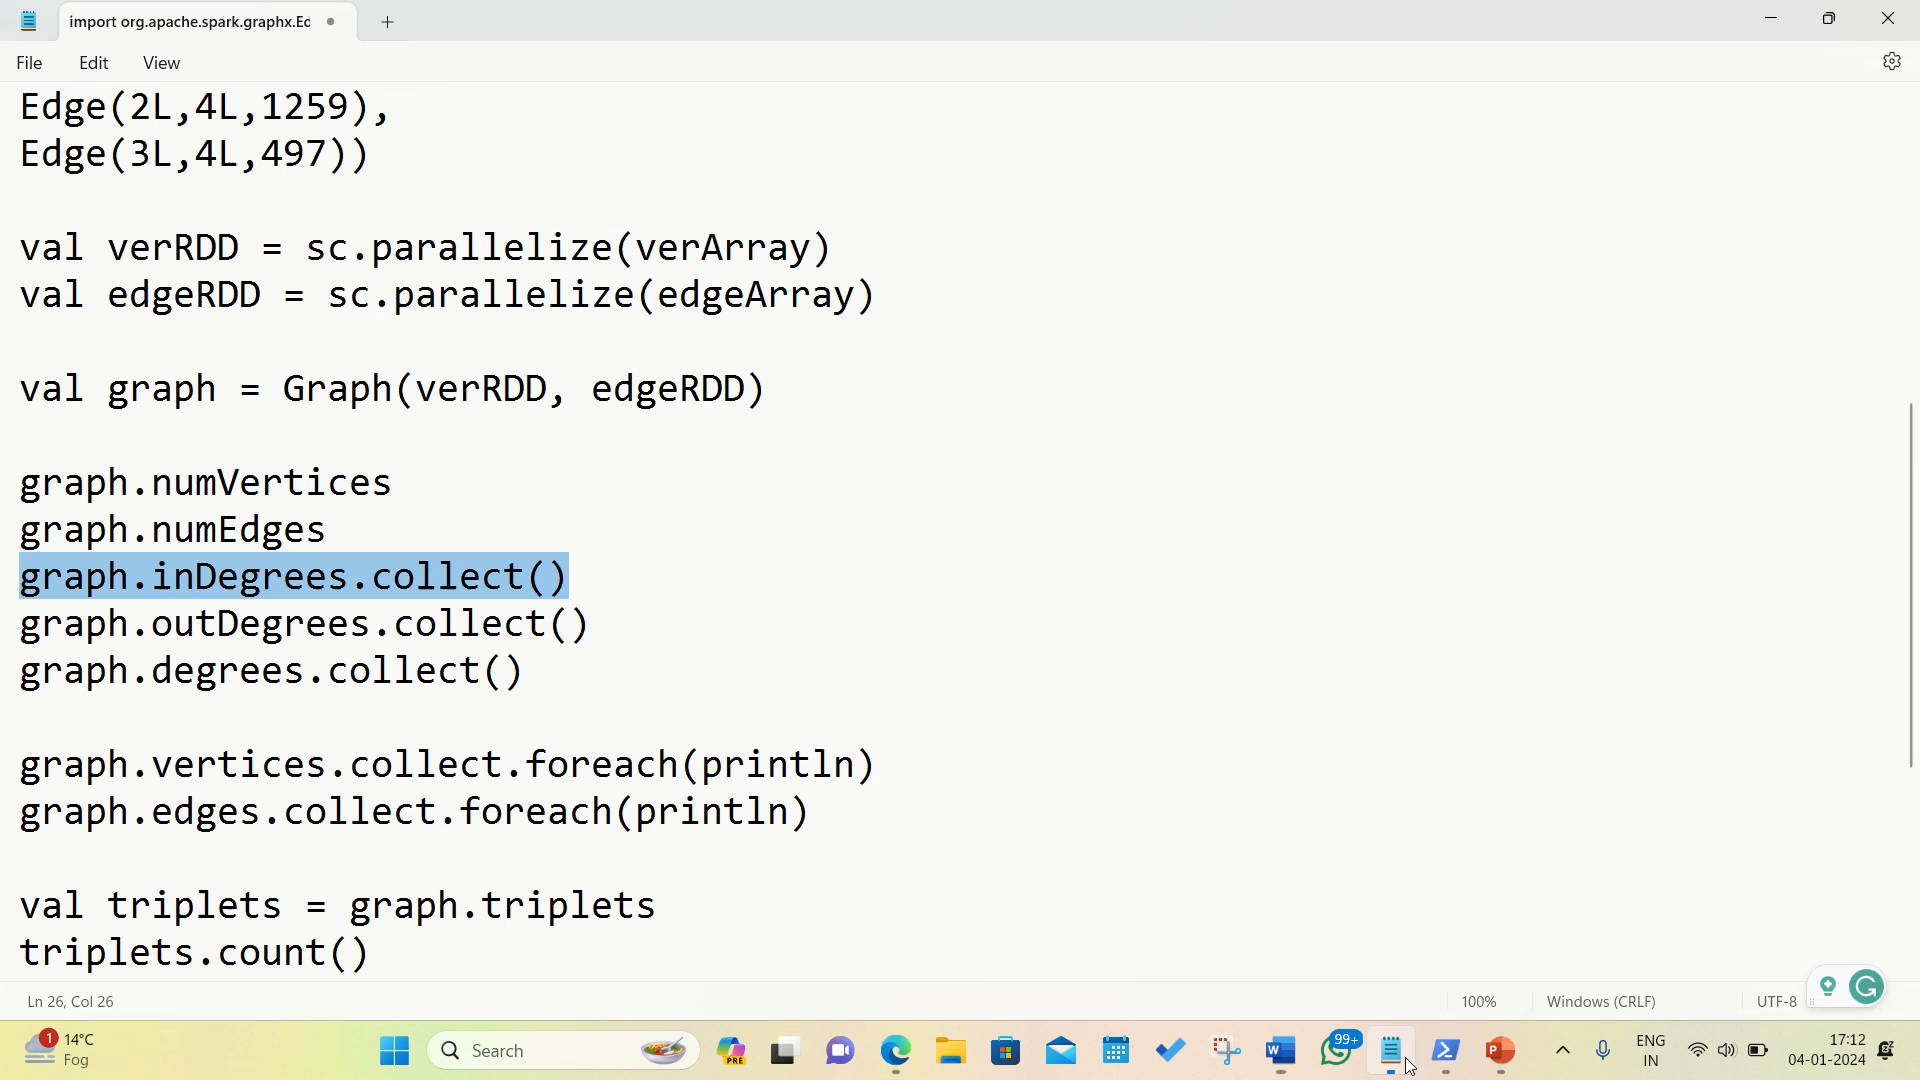 import org.apache.spark.graphx.Ed
File Edit View
Edge(2L,4L,1259),
Edge(3L,4L,497))
val verRDD = sc.parallelize(verArray)
val edgeRDD = sc.parallelize(edgeArray)
val graph = Graph(verRDD, edgeRDD)
graph.numVertices
graph.numEdges
graph.inDegrees.collect()
graph.outDegrees.collect()
graph.degrees.collect()
graph.vertices.collect.foreach(println)
graph.edges.collect.foreach(println)
val triplets = graph.triplets
triplets.count()
Ln 26, Col 26
100%
Windows (CRLF)
UTF-8
1
14°C
Fog
Search
PRE
99+
ENG
IN
17:12
04-01-2024